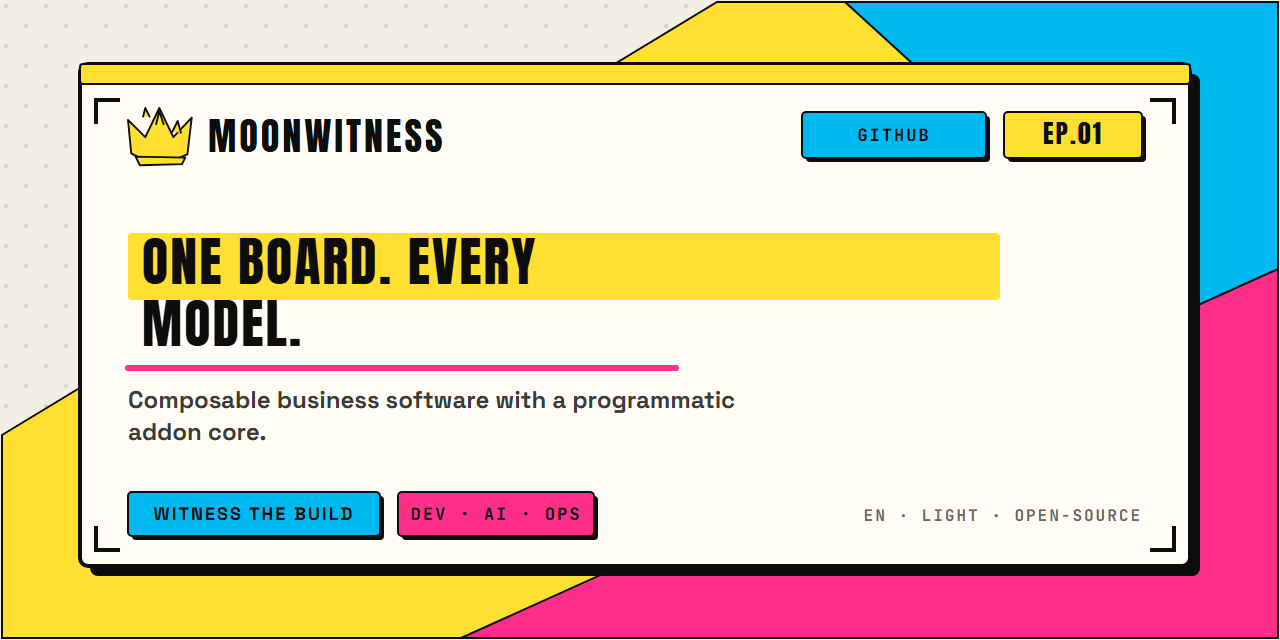 MOONWITNESS
GITHUB
EP.01
ONE BOARD. EVERY
MODEL.
Composable business software with a programmatic
addon core.
WITNESS THE BUILD
DEV · AI · OPS
EN · LIGHT · OPEN-SOURCE